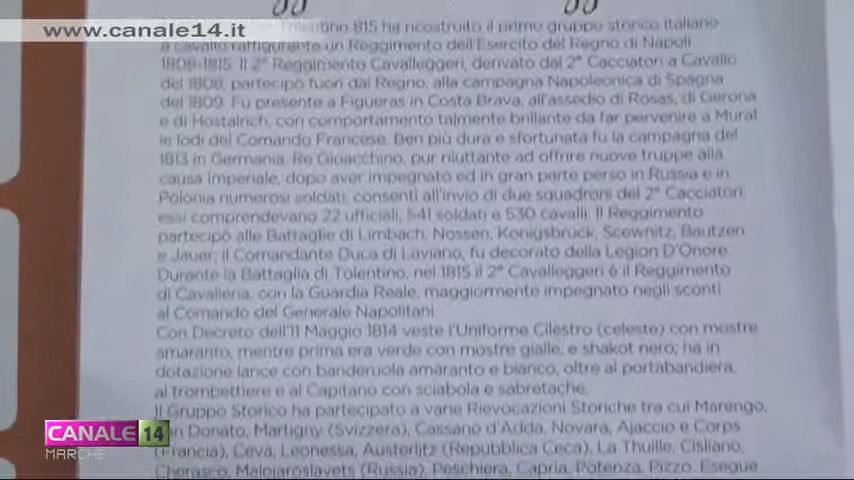 www.canale14.it
Tolentino 815 ha ricostruito il primo gruppo storico italiano
a cavallo raffigurante un Reggimento dell'Esercito del Regno di Napoli
1808-1815. Il 2° Reggimento Cavalleggeri, derivato dal 2° Cacciatori a Cavallo
del 1808, partecipò fuori dal Regno, alla campagna Napoleonica di Spagna
del 1809. Fu presente a Figueras in Costa Brava, all'assedio di Rosas, di Gerona
e di Hostalrich, con comportamento talmente brillante da far pervenire a Murat
le lodi del Comando Francese. Ben più dura e sfortunata fu la campagna del
1813 in Germania. Re Gioacchino, pur riluttante ad offrire nuove truppe alla
causa Imperiale, dopo aver impegnato ed in gran parte perso in Russia e in
Polonia numerosi soldati, consentì all'invio di due squadroni del 2° Cacciatori,
essi comprendevano 22 ufficiali, 541 soldati e 530 cavalli. Il Reggimento
partecipò alle Battaglie di Limbach, Nossen, Konigsbruck, Scewnitz, Bautzen
e Jauer; il Comandante Duca di Laviano, fu decorato della Legion D'Onore
Durante la Battaglia di Tolentino, nel 1815 il 2° Cavalleggeri è il Reggimento
di Cavalleria, con la Guardia Reale, maggiormente impegnato negli sconti
al Comando del Generale Napolitani
Con Decreto dell'11 Maggio 1814 veste l'Uniforme Cilestro (celeste) con mostre
amaranto, mentre prima era verde con mostre gialle, e shakot nero; ha in
dotazione lance con banderuola amaranto e bianco, oltre al portabandiera,
al trombettiere e al Capitano con sciabola e sabretache.
Il Gruppo Storico ha partecipato a varie Rievocazioni Storiche tra cui Marengo,
Donato, Martigny (Svizzera), Cassano d'Adda, Novara, Ajaccio e Corps
(Francia), Ceva, Leonessa, Austerlitz (Repubblica Ceca), La Thuille, Cisliano,
Cherasco, Malojaroslavets (Russia), Peschiera, Capria, Potenza, Pizzo. Esegue
CANALE 14
MARCHE